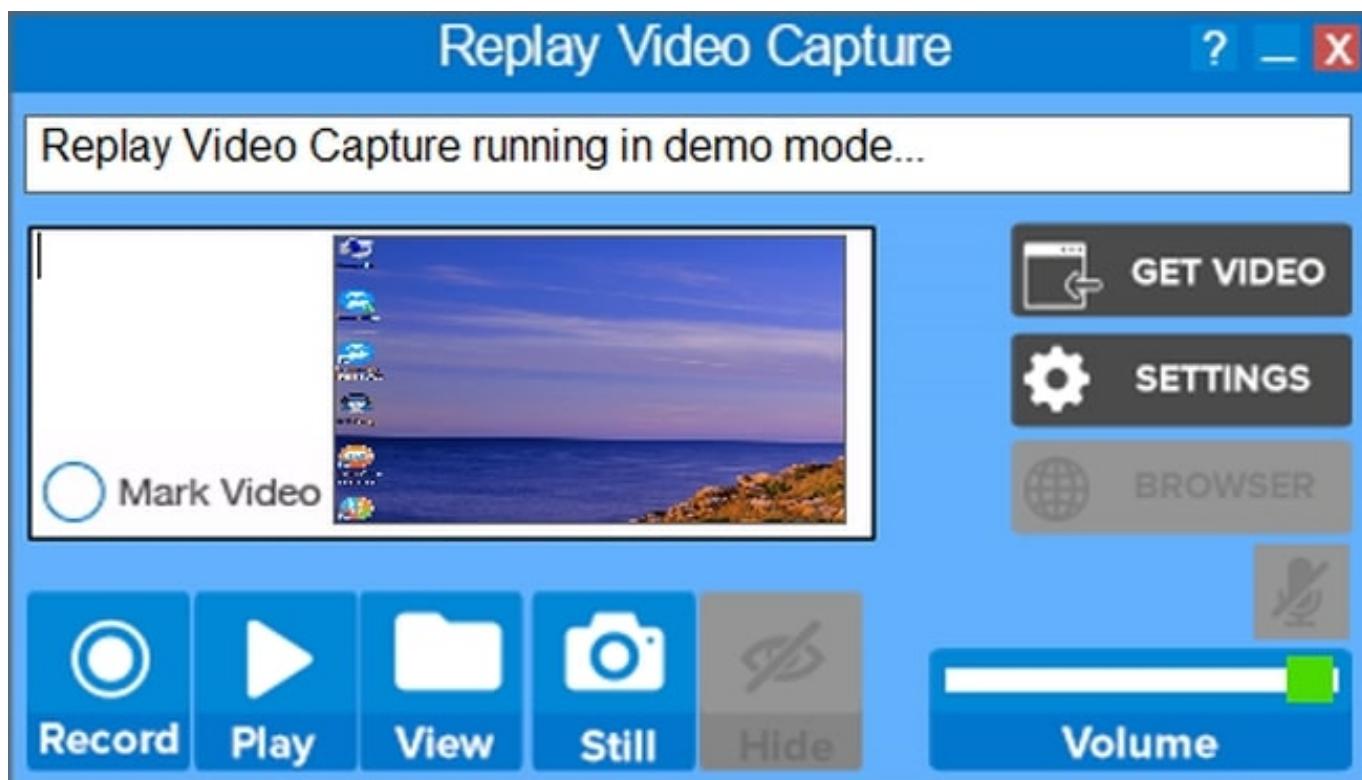 Replay Video Capture
?
X
Replay Video Capture running in demo mode...
GET VIDEO
SETTINGS
Mark Video
BROWSER
Record
Play
View
Still
Hide
Volume